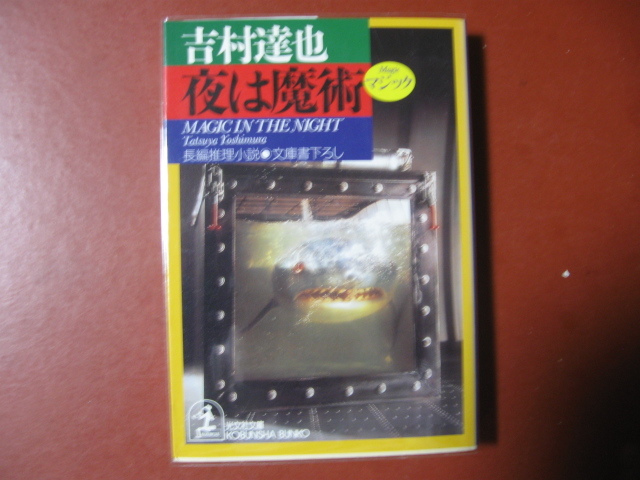 吉村達也
夜は魔術
Magic
マジック
MAGIC IN THE NIGHT
Tatsuya Yoshimura
長編推理小説●文庫書下ろし
光文社文庫
KOBUNSHA BUNKO